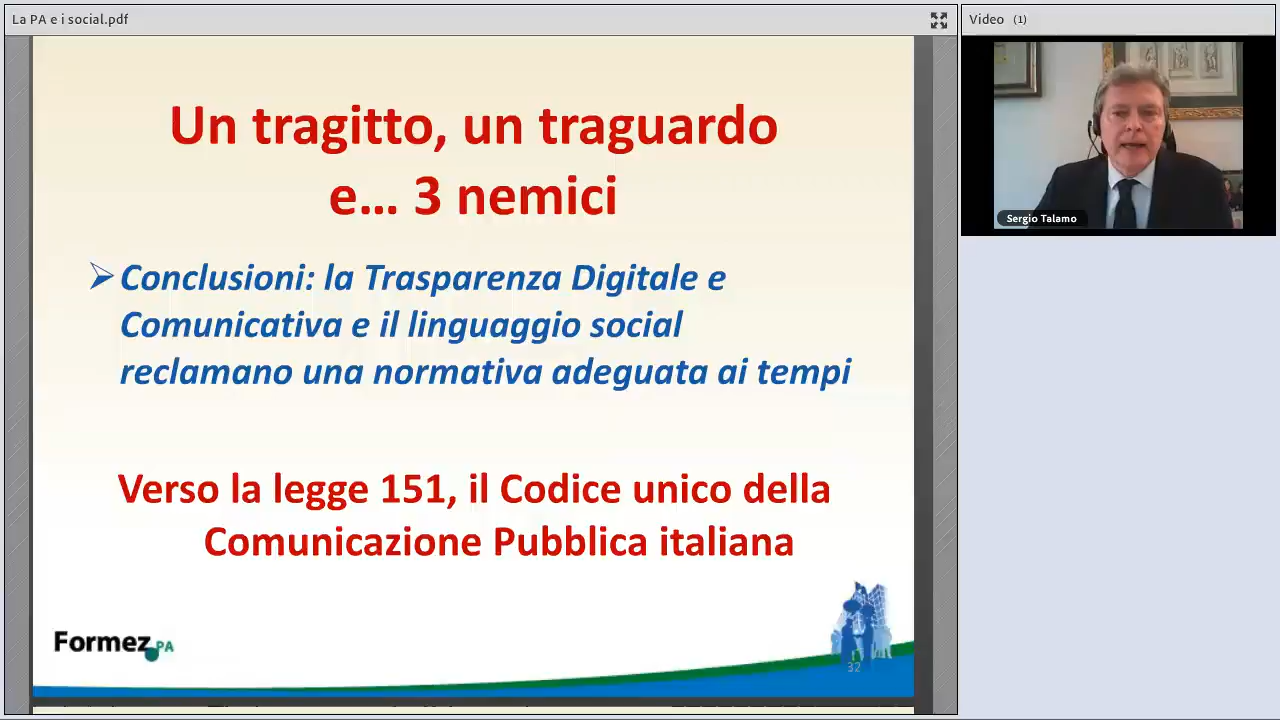 La PA e i social.pdf
Video (1)
Un tragitto, un traguardo
e... 3 nemici
Conclusioni: la Trasparenza Digitale e
Comunicativa e il linguaggio social
reclamano una normativa adeguata ai tempi
Verso la legge 151, il Codice unico della
Comunicazione Pubblica italiana
Formez PA
32
Sergio Talamo